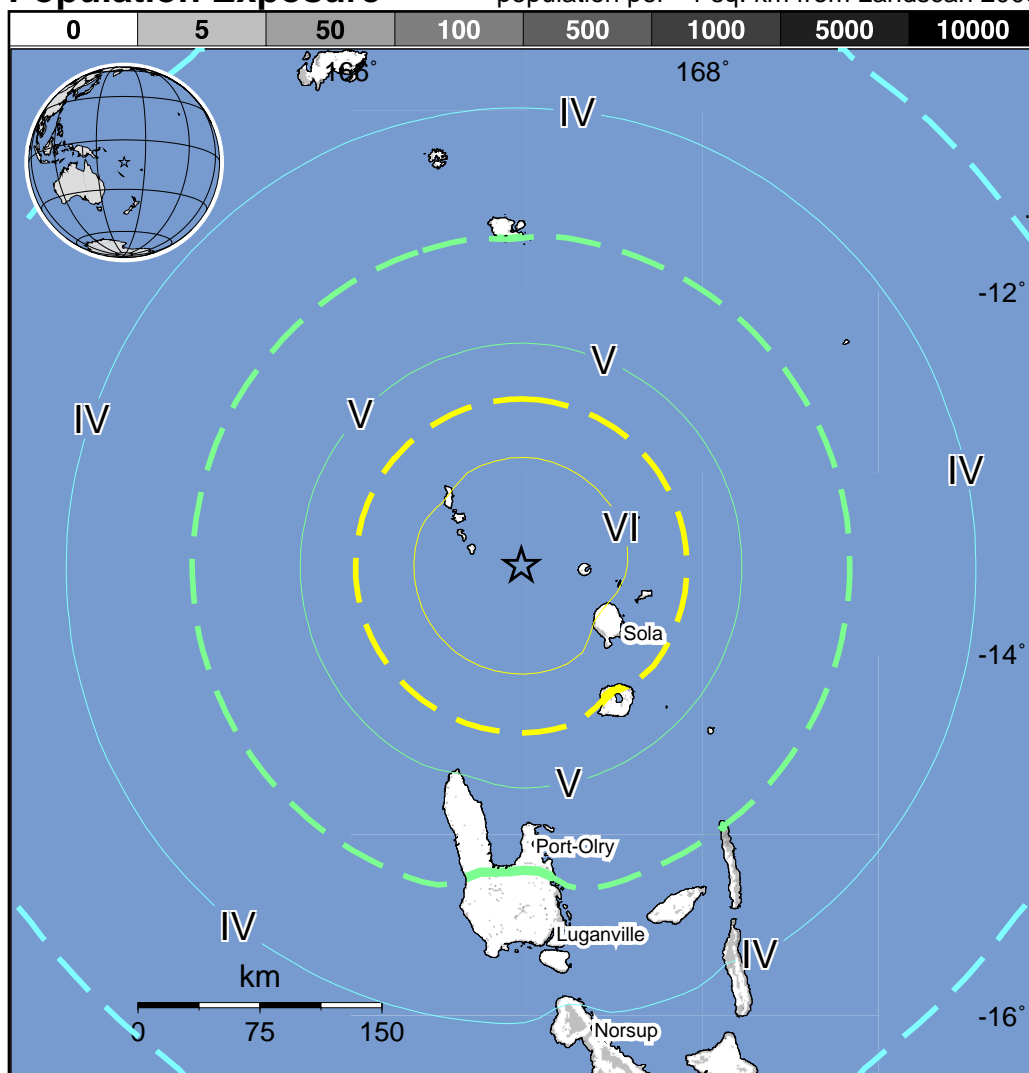 Population Exposure
population per ~1 sq. km from Landscan
0 5 50 100 500 1000 5000 10000
166° 168°
IV
-12°
V
V
IV
IV
VI
Sola
-14°
V
Port-Olry
IV
Luganville
IV
km
0 75 150
-16°
Norsup